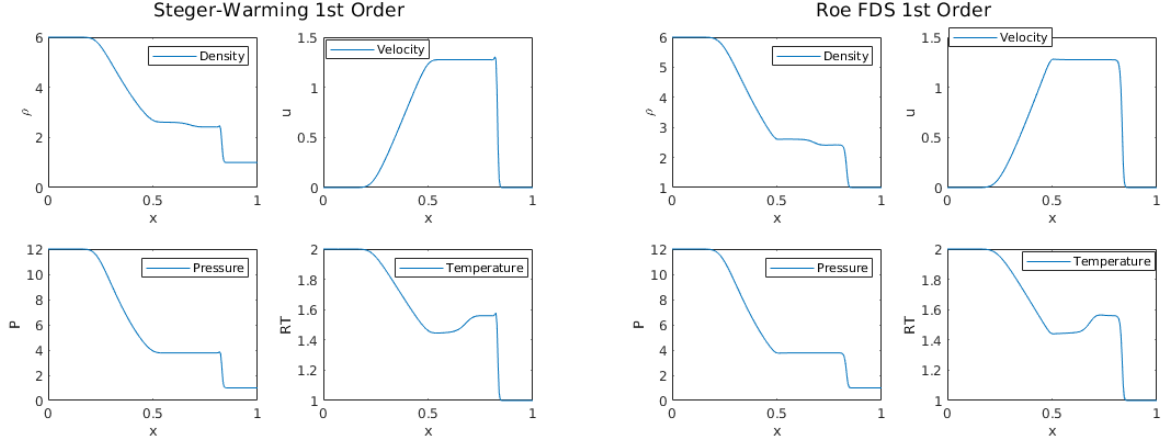 Steger-Warming 1st Order
Roe FDS 1st Order
6
4
2
0
ρ
Density
0
0.5
1
x
1.5
1
0.5
0
u
Velocity
0
0.5
1
x
6
5
4
3
2
1
ρ
Density
0
0.5
1
x
1.5
1
0.5
0
u
Velocity
0
0.5
1
x
12
10
8
6
4
2
0
P
Pressure
0
0.5
1
x
2
1.8
1.6
1.4
1.2
1
RT
Temperature
0
0.5
1
x
12
10
8
6
4
2
0
P
Pressure
0
0.5
1
x
2
1.8
1.6
1.4
1.2
1
RT
Temperature
0
0.5
1
x